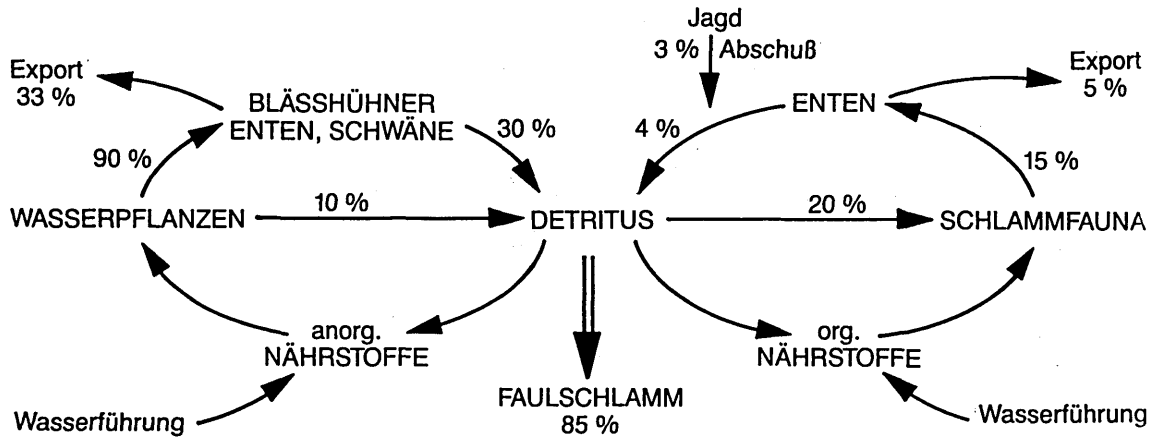 Jagd
3 % Abschuß
Export
33 %
Export
5 %
BLÄSSHÜHNER
ENTEN, SCHWÄNE
ENTEN
30 %
4 %
90 %
15 %
10 %
20 %
WASSERPFLANZEN
DETRITUS
SCHLAMMFAUNA
anorg.
NÄHRSTOFFE
org.
NÄHRSTOFFE
FAULSCHLAMM
85 %
Wasserführung
Wasserführung